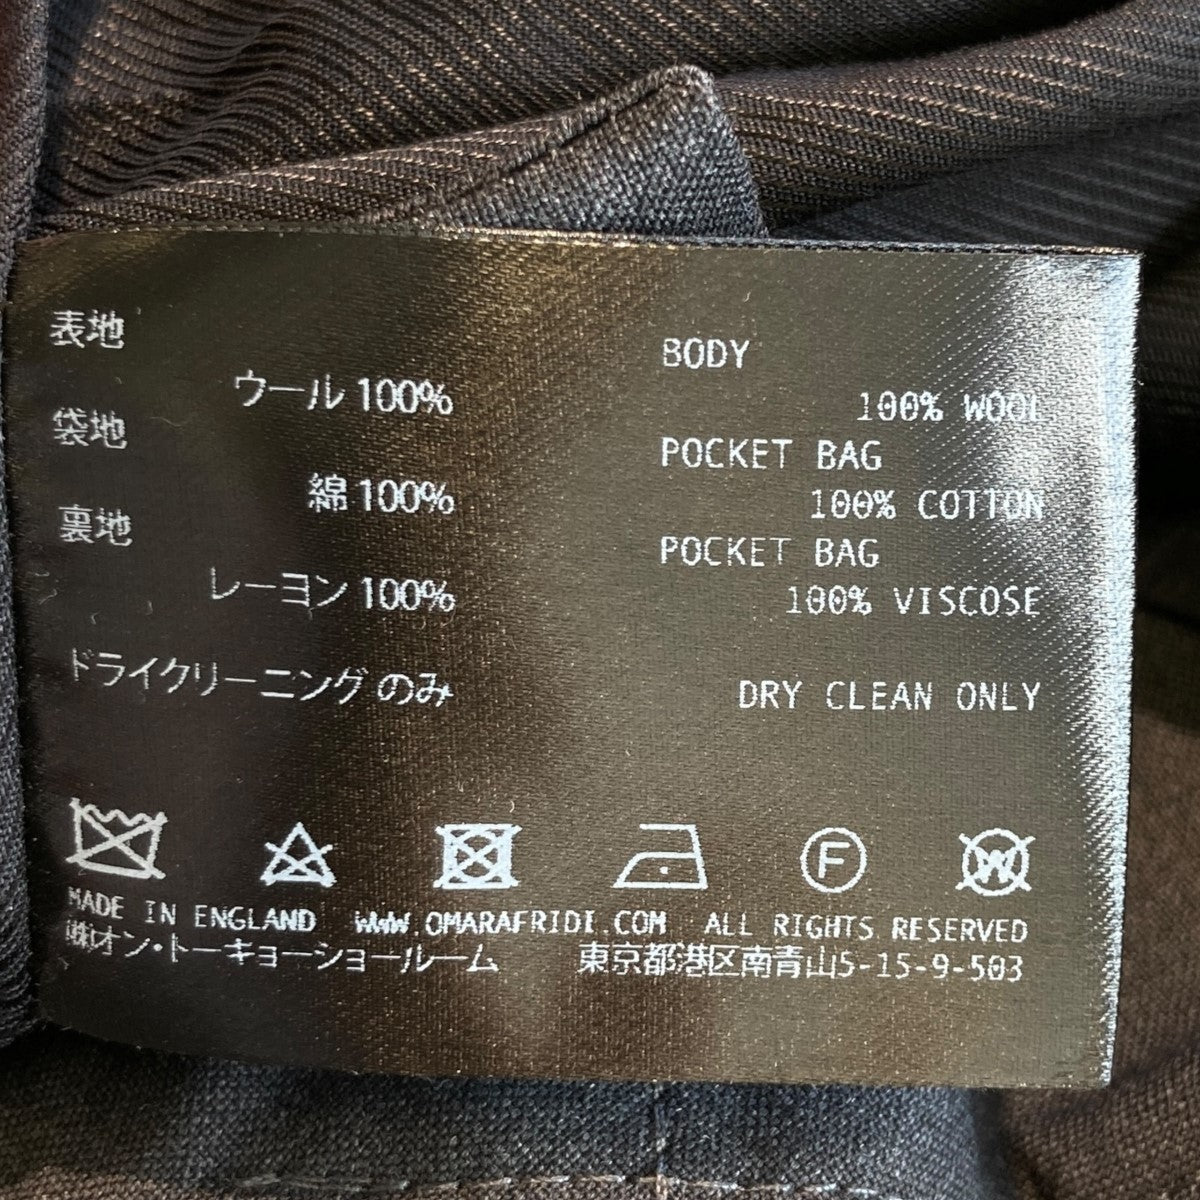 表地
ウール 100%
袋地
綿 100%
裏地
レーヨン 100%
ドライクリーニング のみ
BODY
100% WOOL
POCKET BAG
100% COTTON
POCKET BAG
100% VISCOSE
DRY CLEAN ONLY
F
W
MADE IN ENGLAND WWW.OMARAFRIDI.COM ALL RIGHTS RESERVED
㈱オン・トーキョーショールーム 東京都港区南青山5-15-9-503